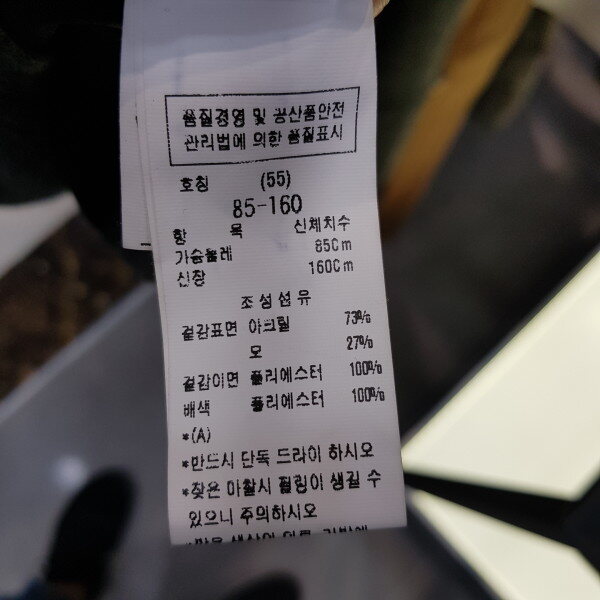 품질경영 및 공산품안전
관리법에 의한 품질표시
호칭 (55)
85-160
항 목 신체치수
가슴둘레 85Cm
신장 160Cm
조성섬유
겉감표면 아크릴 73%
모 27%
겉감이면 폴리에스터 100%
배색 폴리에스터 100%
*(A)
*반드시 단독 드라이 하시오
*잦은 마찰시 필링이 생길 수
있으니 주의하시오